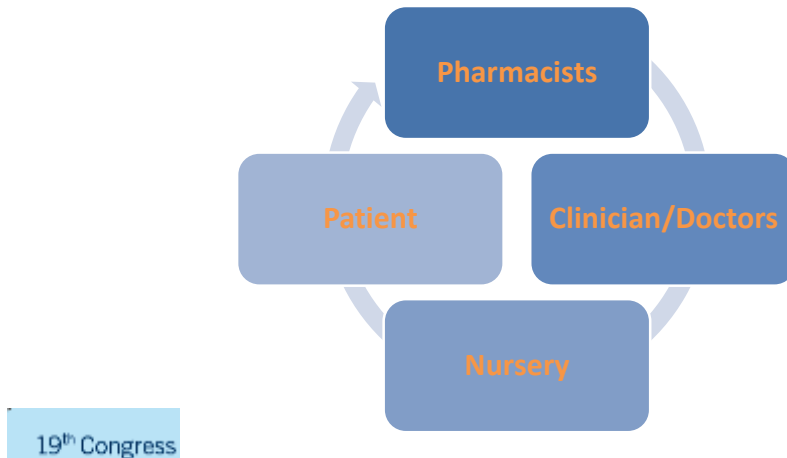 Pharmacists
Patient
Clinician/Doctors
Nursery
19th Congress